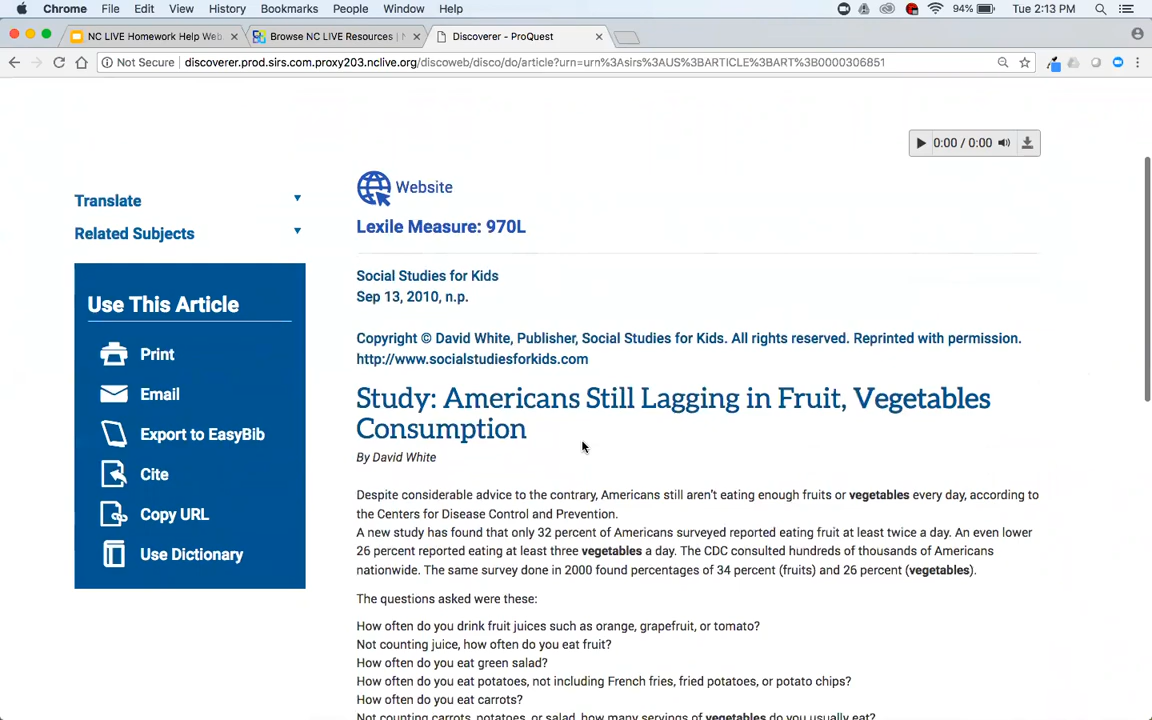 Chrome File Edit View History Bookmarks People Window Help 94% Tue 2:13 PM
NC LIVE Homework Help Web × Browse NC LIVE Resources | N × Discoverer - ProQuest ×
Not Secure discoverer.prod.sirs.com.proxy203.nclive.org/discoweb/disco/do/article?urn=urn%3Asirs%3AUS%3BARTICLE%3BART%3B0000306851
0:00 / 0:00
Translate
Related Subjects
Use This Article
Print
Email
Export to EasyBib
Cite
Copy URL
Use Dictionary
Website
Lexile Measure: 970L
Social Studies for Kids
Sep 13, 2010, n.p.
Copyright © David White, Publisher, Social Studies for Kids. All rights reserved. Reprinted with permission.
http://www.socialstudiesforkids.com
Study: Americans Still Lagging in Fruit, Vegetables
Consumption
By David White
Despite considerable advice to the contrary, Americans still aren't eating enough fruits or vegetables every day, according to
the Centers for Disease Control and Prevention.
A new study has found that only 32 percent of Americans surveyed reported eating fruit at least twice a day. An even lower
26 percent reported eating at least three vegetables a day. The CDC consulted hundreds of thousands of Americans
nationwide. The same survey done in 2000 found percentages of 34 percent (fruits) and 26 percent (vegetables).
The questions asked were these:
How often do you drink fruit juices such as orange, grapefruit, or tomato?
Not counting juice, how often do you eat fruit?
How often do you eat green salad?
How often do you eat potatoes, not including French fries, fried potatoes, or potato chips?
How often do you eat carrots?
Not counting carrots, potatoes, or salad, how many servings of vegetables do you usually eat?